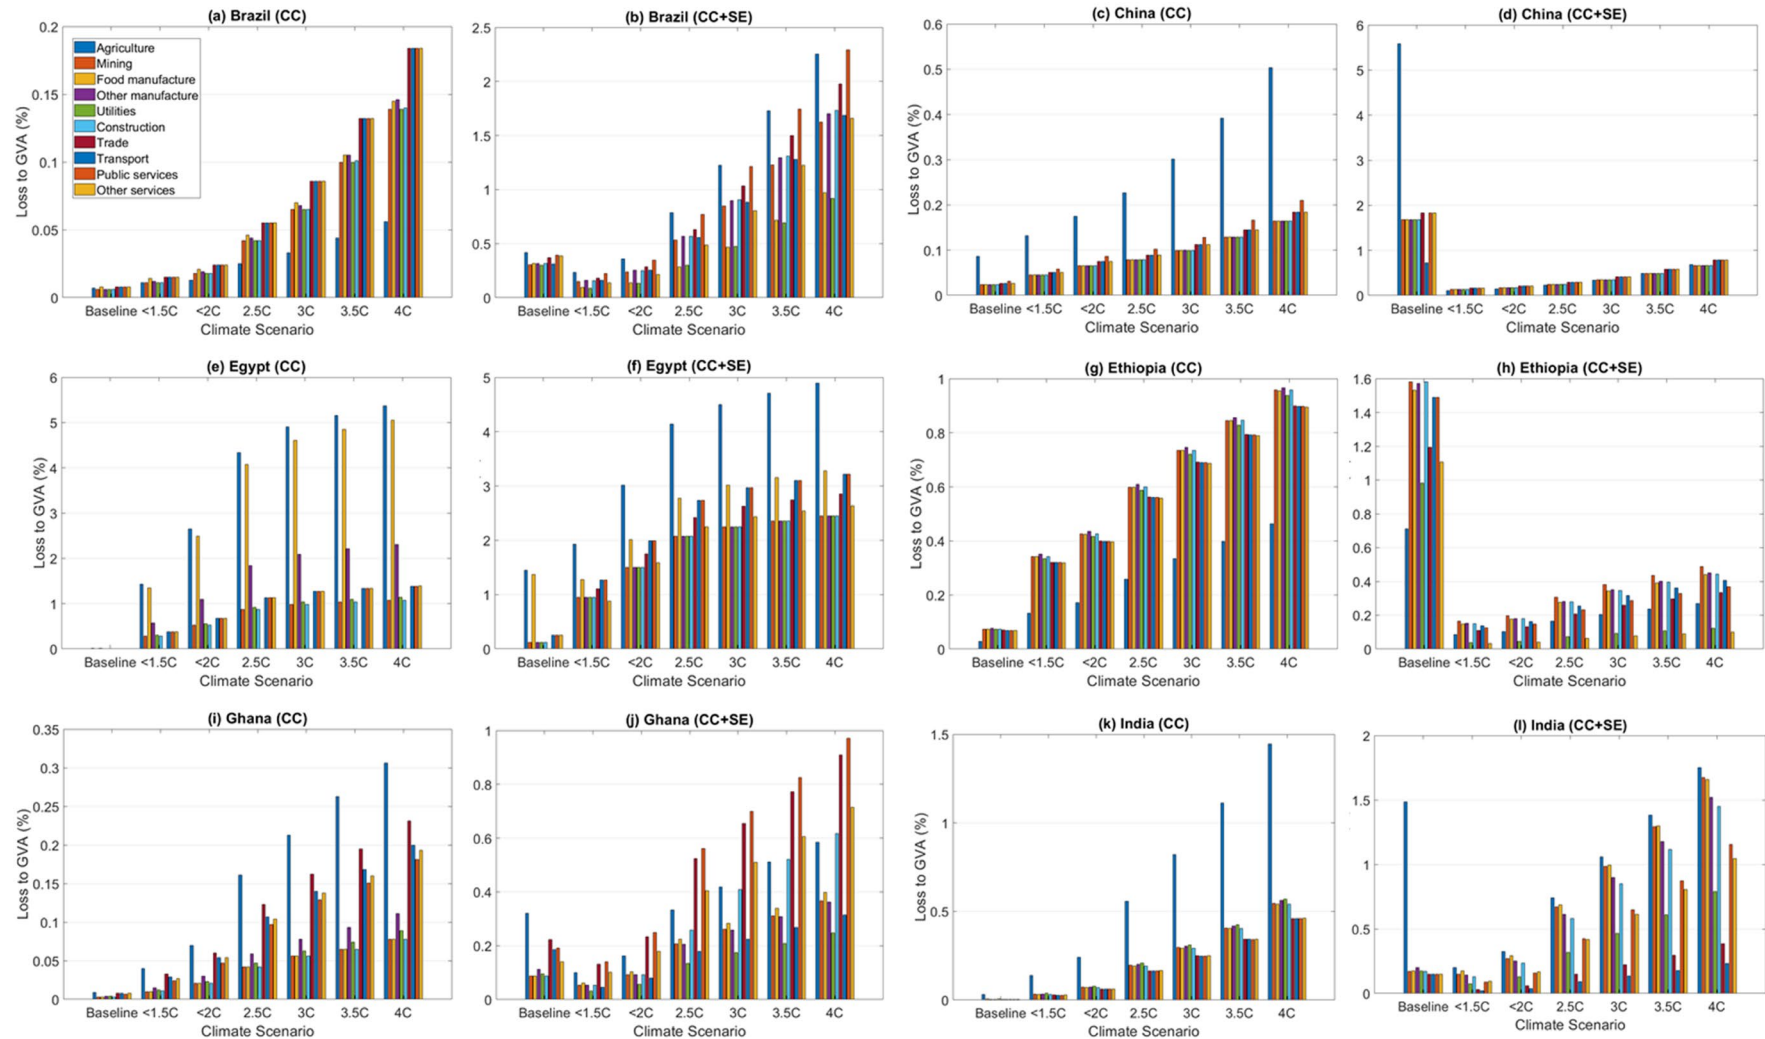 (a) Brazil (CC)
Loss to GVA (%)
0.2
0.15
0.1
0.05
0
Agriculture
Mining
Food manufacture
Other manufacture
Utilities
Construction
Trade
Transport
Public services
Other services
Baseline <1.5C <2C 2.5C 3C 3.5C 4C
Climate Scenario
(b) Brazil (CC+SE)
2.5
2
1.5
1
0.5
0
Baseline <1.5C <2C 2.5C 3C 3.5C 4C
Climate Scenario
(c) China (CC)
Loss to GVA (%)
0.6
0.5
0.4
0.3
0.2
0.1
0
Baseline <1.5C <2C 2.5C 3C 3.5C 4C
Climate Scenario
(d) China (CC+SE)
6
5
4
3
2
1
0
Baseline <1.5C <2C 2.5C 3C 3.5C 4C
Climate Scenario
(e) Egypt (CC)
Loss to GVA (%)
6
5
4
3
2
1
0
Baseline <1.5C <2C 2.5C 3C 3.5C 4C
Climate Scenario
(f) Egypt (CC+SE)
5
4
3
2
1
0
Baseline <1.5C <2C 2.5C 3C 3.5C 4C
Climate Scenario
(g) Ethiopia (CC)
Loss to GVA (%)
1
0.8
0.6
0.4
0.2
0
Baseline <1.5C <2C 2.5C 3C 3.5C 4C
Climate Scenario
(h) Ethiopia (CC+SE)
1.6
1.4
1.2
1
0.8
0.6
0.4
0.2
0
Baseline <1.5C <2C 2.5C 3C 3.5C 4C
Climate Scenario
(i) Ghana (CC)
Loss to GVA (%)
0.35
0.3
0.25
0.2
0.15
0.1
0.05
0
Baseline <1.5C <2C 2.5C 3C 3.5C 4C
Climate Scenario
(j) Ghana (CC+SE)
1
0.8
0.6
0.4
0.2
0
Baseline <1.5C <2C 2.5C 3C 3.5C 4C
Climate Scenario
(k) India (CC)
Loss to GVA (%)
1.5
1
0.5
0
Baseline <1.5C <2C 2.5C 3C 3.5C 4C
Climate Scenario
(l) India (CC+SE)
2
1.5
1
0.5
0
Baseline <1.5C <2C 2.5C 3C 3.5C 4C
Climate Scenario